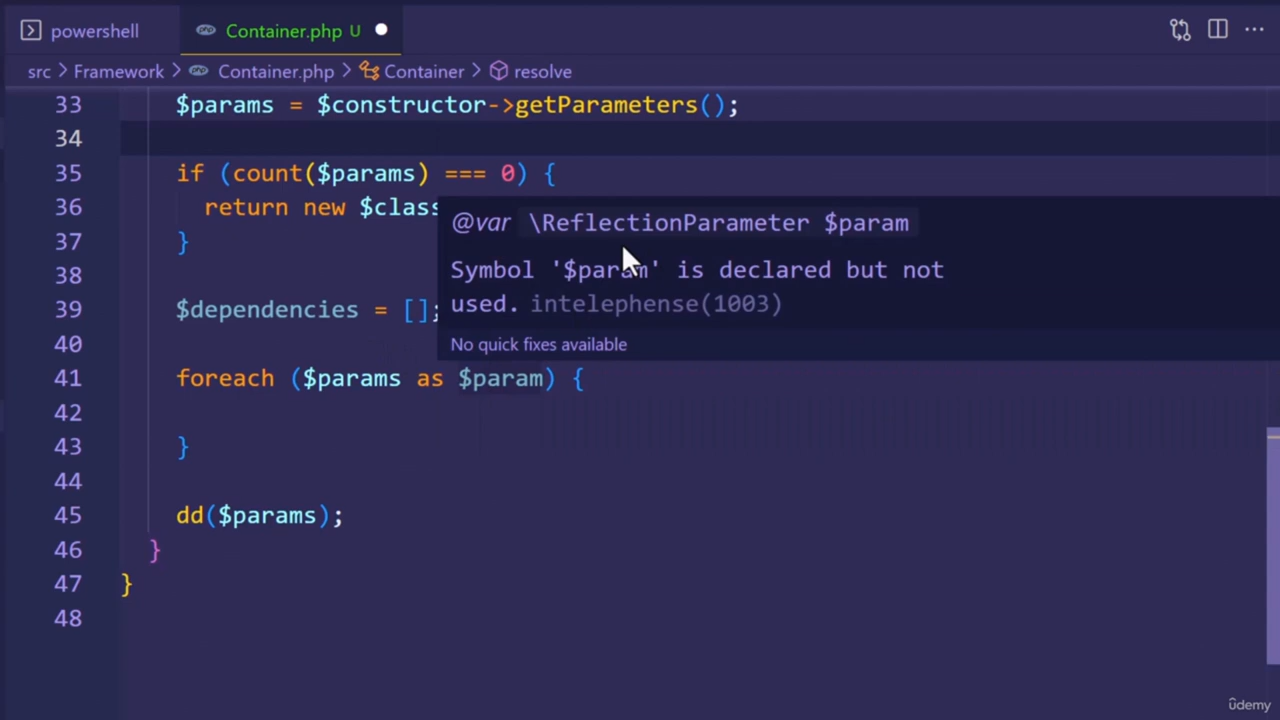 powershell
Container.php U
src > Framework > Container.php > Container > resolve
33 $params = $constructor->getParameters();
34
35 if (count($params) === 0) {
36 return new $class
37 }
38
39 $dependencies = [];
40
41 foreach ($params as $param) {
42
43 }
44
45 dd($params);
46 }
47 }
48
@var \ReflectionParameter $param
Symbol '$param' is declared but not
used. intelephense(1003)
No quick fixes available
ûdemy